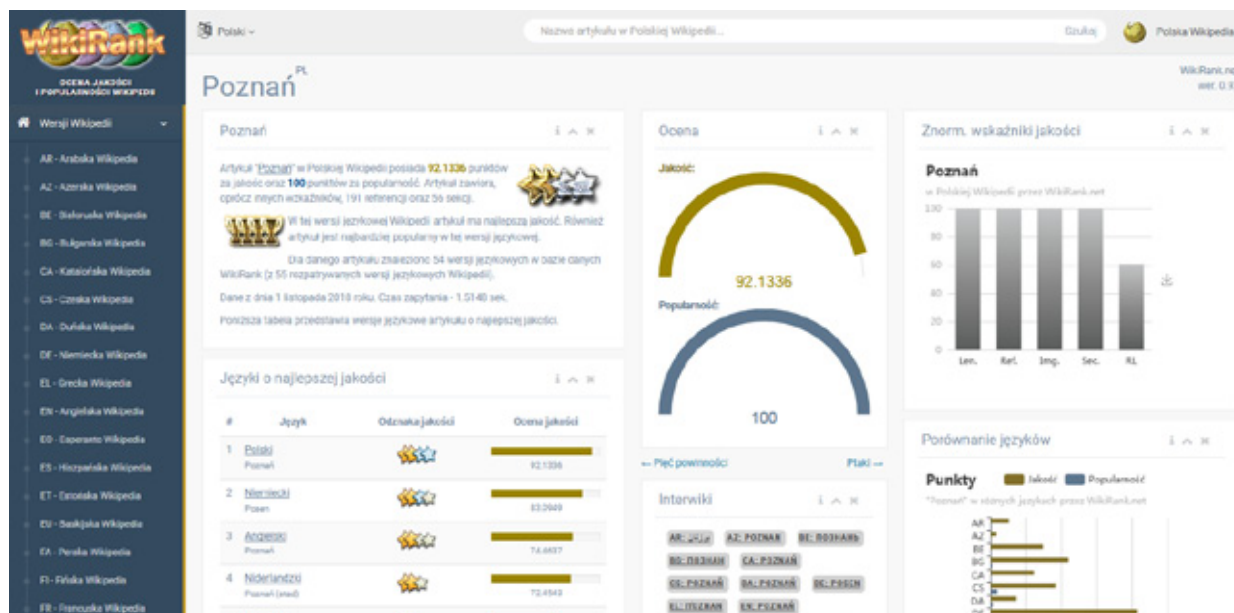 WikiRank
OCENA JAKOŚCI
I POPULARNOŚCI WIKIPEDII
Wersji Wikipedii
AR - Arabska Wikipedia
AZ - Azerska Wikipedia
BE - Białoruska Wikipedia
BG - Bułgarska Wikipedia
CA - Katalońska Wikipedia
CS - Czeska Wikipedia
DA - Duńska Wikipedia
DE - Niemiecka Wikipedia
EL - Grecka Wikipedia
EN - Angielska Wikipedia
EO - Esperanto Wikipedia
ES - Hiszpańska Wikipedia
ET - Estońska Wikipedia
EU - Baskijska Wikipedia
FA - Perska Wikipedia
FI - Fińska Wikipedia
FR - Francuska Wikipedia
Polski
Nazwa artykułu w Polskiej Wikipedii...
Szukaj
Polska Wikipedia
Poznań PL
WikiRank.ne
wer. 0.
Poznań
Artykuł "Poznań" w Polskiej Wikipedii posiada 92.1336 punktów
za jakość oraz 100 punktów za popularność. Artykuł zawiera,
oprócz innych wskaźników, 191 referencji oraz 56 sekcji.
W tej wersji językowej Wikipedii artykuł ma najlepszą jakość. Również
artykuł jest najbardziej popularny w tej wersji językowej.
Dla danego artykułu znaleziono 54 wersji językowych w bazie danych
WikiRank (z 55 rozpatrywanych wersji językowych Wikipedii).
Dane z dnia 1 listopada 2018 roku. Czas zapytania - 1.5140 sek.
Poniższa tabela przedstawia wersje językowe artykułu o najlepszej jakości.
Języki o najlepszej jakości
# Język Odznaka jakości Ocena jakości
1 Polski
Poznań 92.1336
2 Niemiecki
Posen 83.2949
3 Angielski
Poznań
4 Niderlandzki
Poznań (stad) 72.4543
Ocena
Jakość:
92.1336
Popularność:
100
← Pięć powinności Ptaki →
Interwiki
AR: AZ: POZNAN BE: ПОЗНАНЬ
BG: ПОЗНАН CA: POZNAŃ
CS: POZNAŇ DA: POZNAŃ DE: POSEN
EL: ΠΟΖΝΑΝ EN: POZNAŃ
Znorm. wskaźniki jakości
Poznań
w Polskiej Wikipedii przez WikiRank.net
100
80
60
40
20
0
Len. Ref. Img. Sec. RL
Porównanie języków
Punkty Jakość Popularność
"Poznań" w różnych językach przez WikiRank.net
AR
AZ
BE
BG
CA
CS
DA
DE